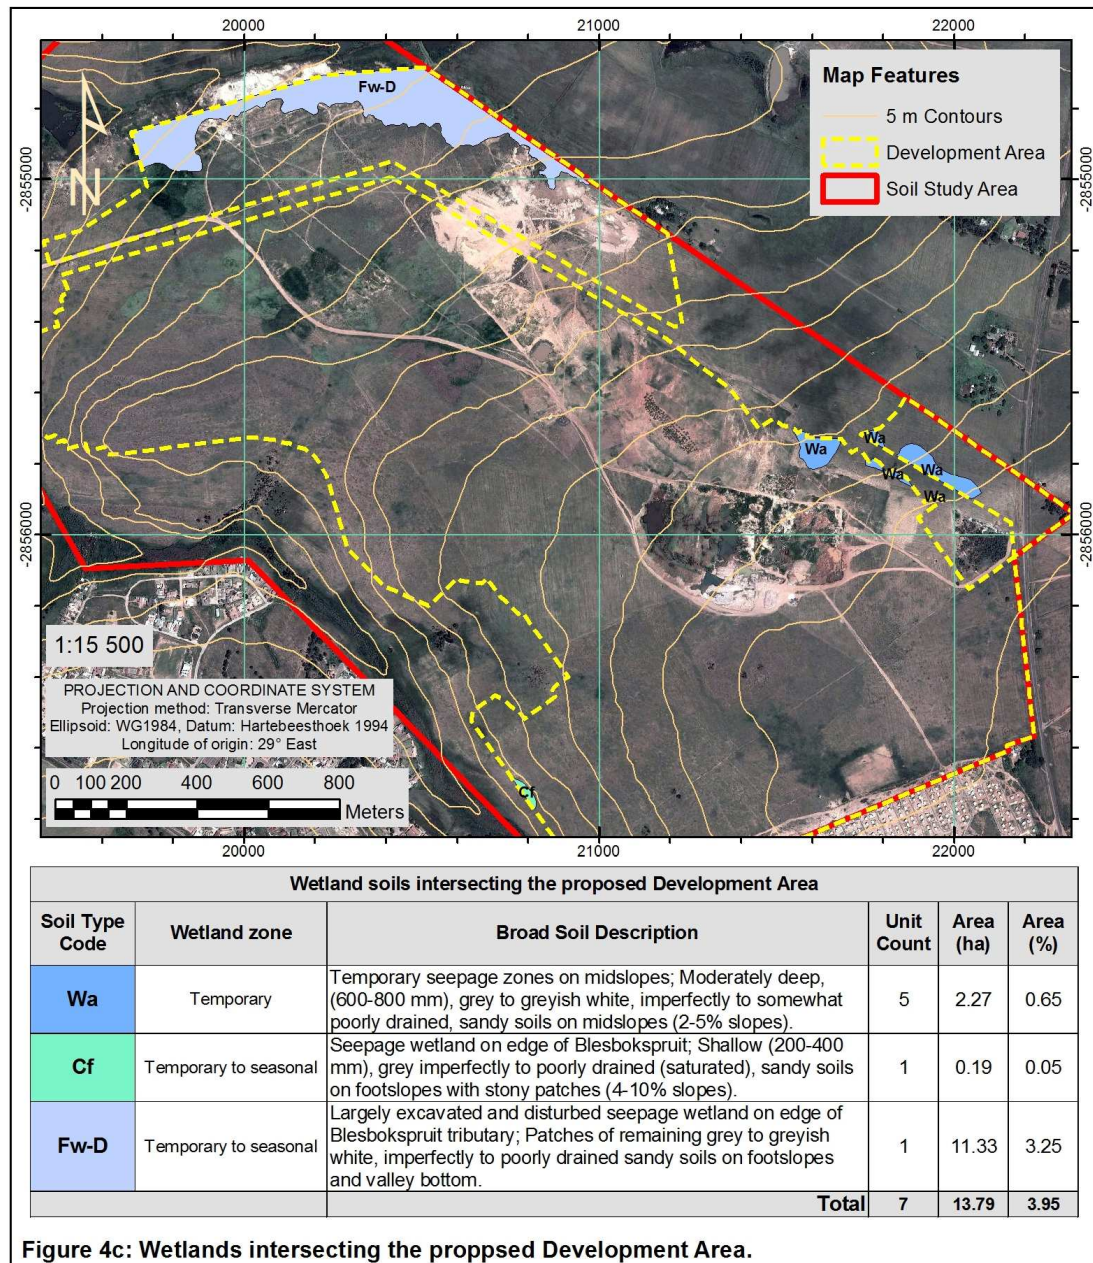 20000 21000 22000
Map Features
5 m Contours
Development Area
Soil Study Area
Fw-D
N
-2855000 -2855000
Wa
Wa
Wa
Wa
Wa
-2856000 -2856000
1:15 500
PROJECTION AND COORDINATE SYSTEM
Projection method: Transverse Mercator
Ellipsoid: WG1984, Datum: Hartebeesthoek 1994
Longitude of origin: 29° East
0 100 200 400 600 800
Meters
Cf
20000 21000 22000
Wetland soils intersecting the proposed Development Area
Soil Type Code Wetland zone Broad Soil Description Unit Count Area (ha) Area (%)
Wa Temporary Temporary seepage zones on midslopes; Moderately deep,
(600-800 mm), grey to greyish white, imperfectly to somewhat
poorly drained, sandy soils on midslopes (2-5% slopes). 5 2.27 0.65
Cf Temporary to seasonal Seepage wetland on edge of Blesbokspruit; Shallow (200-400
mm), grey imperfectly to poorly drained (saturated), sandy soils
on footslopes with stony patches (4-10% slopes). 1 0.19 0.05
Fw-D Temporary to seasonal Largely excavated and disturbed seepage wetland on edge of
Blesbokspruit tributary; Patches of remaining grey to greyish
white, imperfectly to poorly drained sandy soils on footslopes
and valley bottom. 1 11.33 3.25
Total 7 13.79 3.95
Figure 4c: Wetlands intersecting the proppsed Development Area.